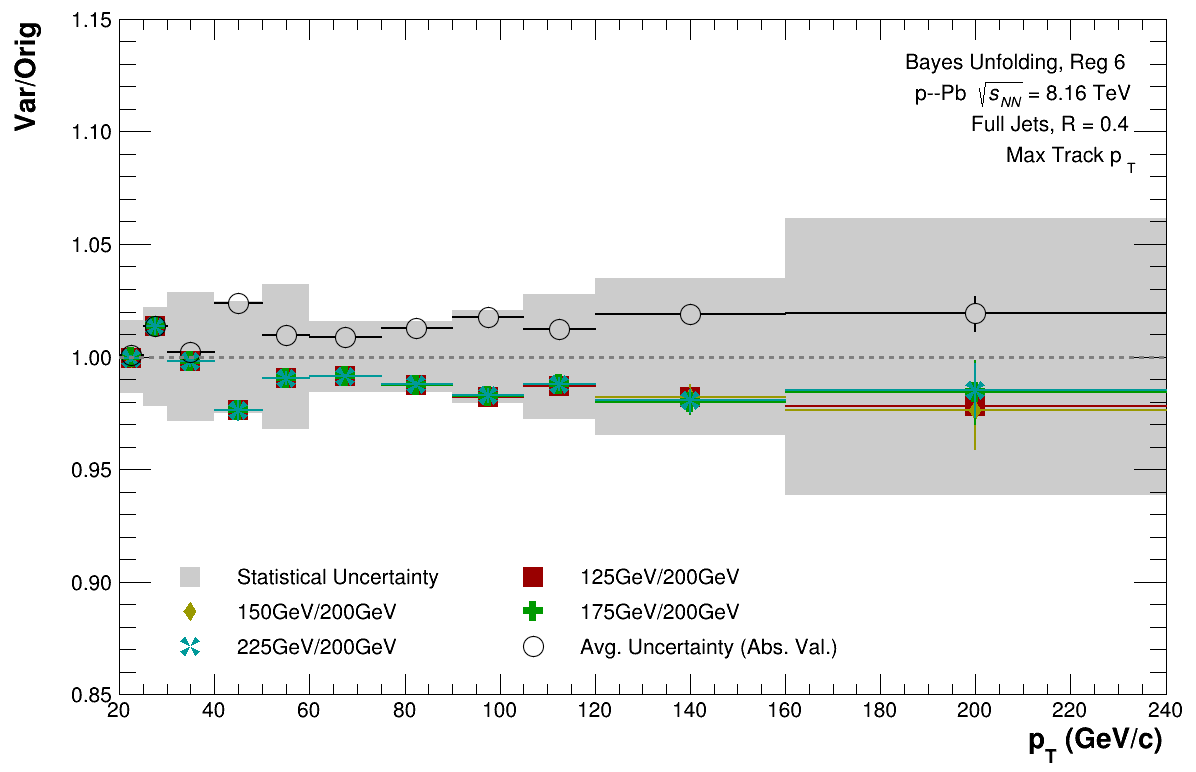 Var/Orig
1.15
1.10
1.05
1.00
0.95
0.90
0.85
Bayes Unfolding, Reg 6
p--Pb √s_NN = 8.16 TeV
Full Jets, R = 0.4
Max Track p_T
Statistical Uncertainty
125GeV/200GeV
150GeV/200GeV
175GeV/200GeV
225GeV/200GeV
Avg. Uncertainty (Abs. Val.)
20 40 60 80 100 120 140 160 180 200 220 240
p_T (GeV/c)